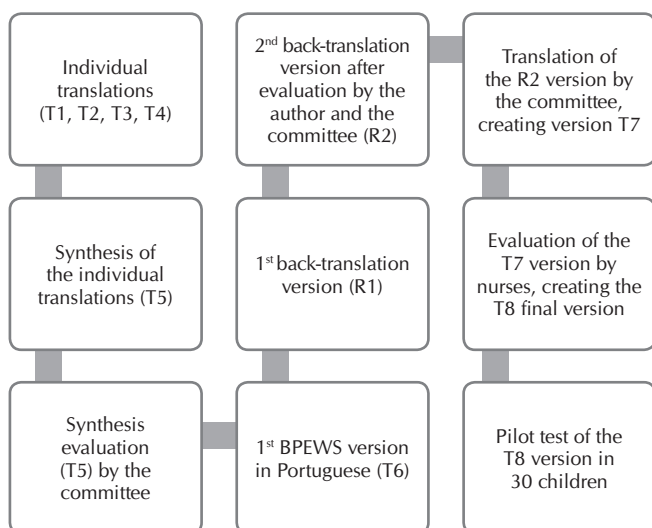 Individual
translations
(T1, T2, T3, T4)
Synthesis of
the individual
translations (T5)
Synthesis
evaluation
(T5) by the
committee
1st BPEWS version
in Portuguese (T6)
1st back-translation
version (R1)
2nd back-translation
version after
evaluation by the
author and the
committee (R2)
Translation of
the R2 version by
the committee,
creating version T7
Evaluation of the
T7 version by
nurses, creating the
T8 final version
Pilot test of the
T8 version in
30 children